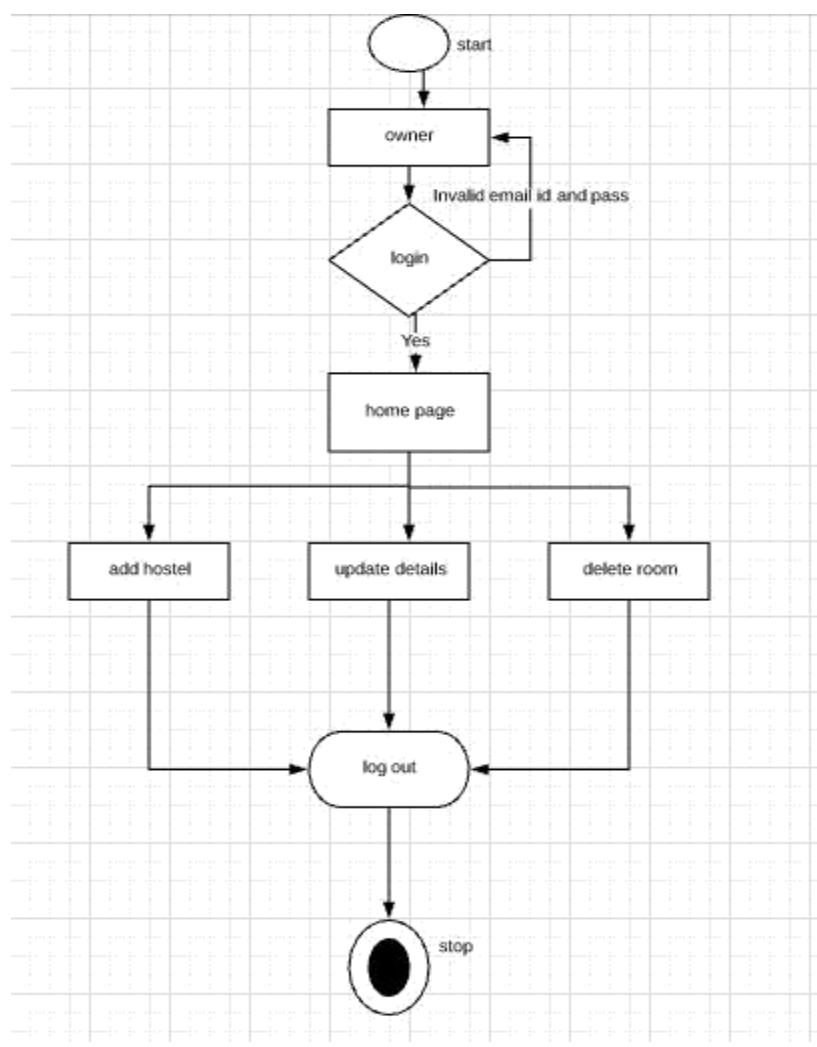 start
owner
Invalid email id and pass
login
Yes
home page
add hostel
update details
delete room
log out
stop